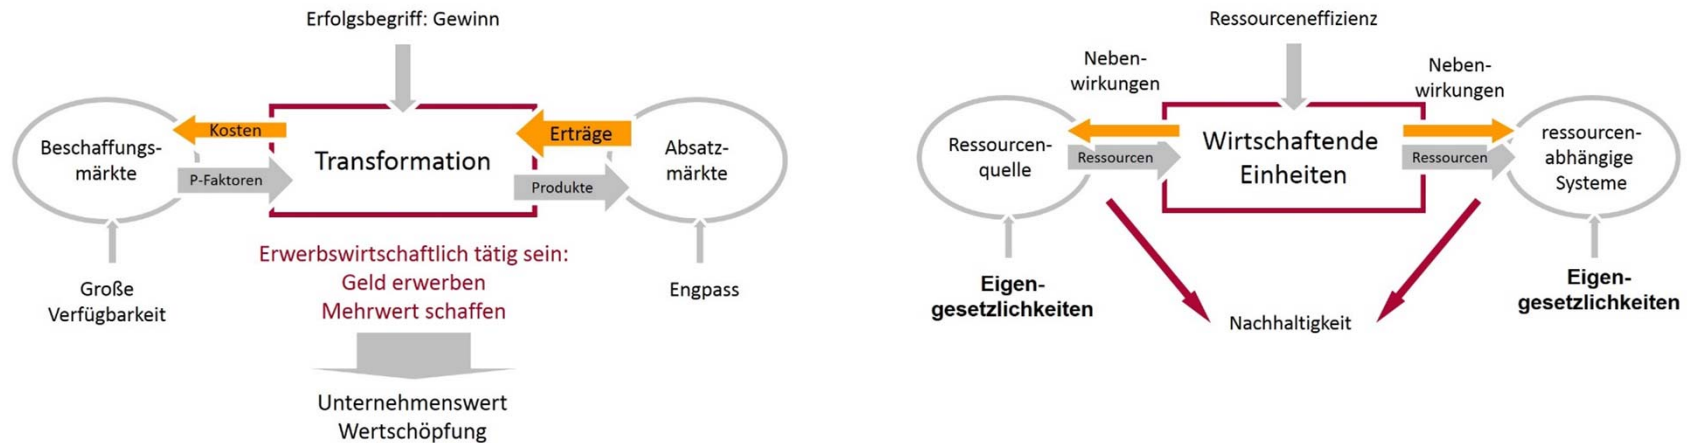 Erfolgsbegriff: Gewinn
Beschaffungs-
märkte
Kosten
P-Faktoren
Transformation
Erträge
Produkte
Absatz-
märkte
Große
Verfügbarkeit
Erwerbswirtschaftlich tätig sein:
Geld erwerben
Mehrwert schaffen
Engpass
Unternehmenswert
Wertschöpfung
Ressourceneffizienz
Neben-
wirkungen
Neben-
wirkungen
Ressourcen-
quelle
Ressourcen
Wirtschaftende
Einheiten
Ressourcen
ressourcen-
abhängige
Systeme
Eigen-
gesetzlichkeiten
Nachhaltigkeit
Eigen-
gesetzlichkeiten